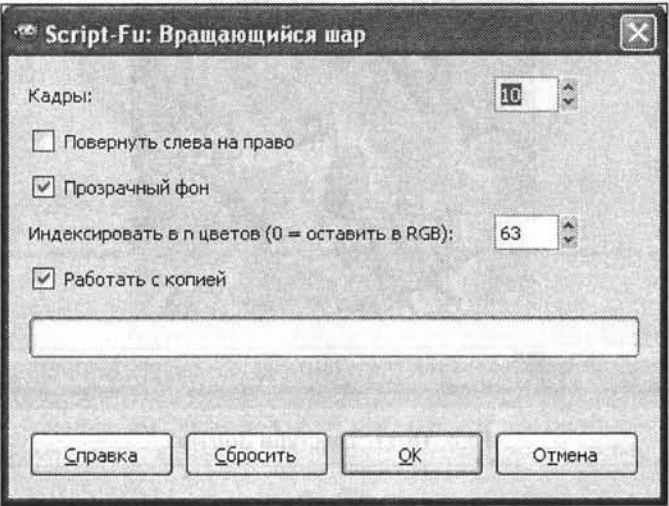 Script-Fu: Вращающийся шар
Кадры: 10
Повернуть слева на право
Прозрачный фон
Индексировать в n цветов (0 = оставить в RGB): 63
Работать с копией
Справка Сбросить OK Отмена